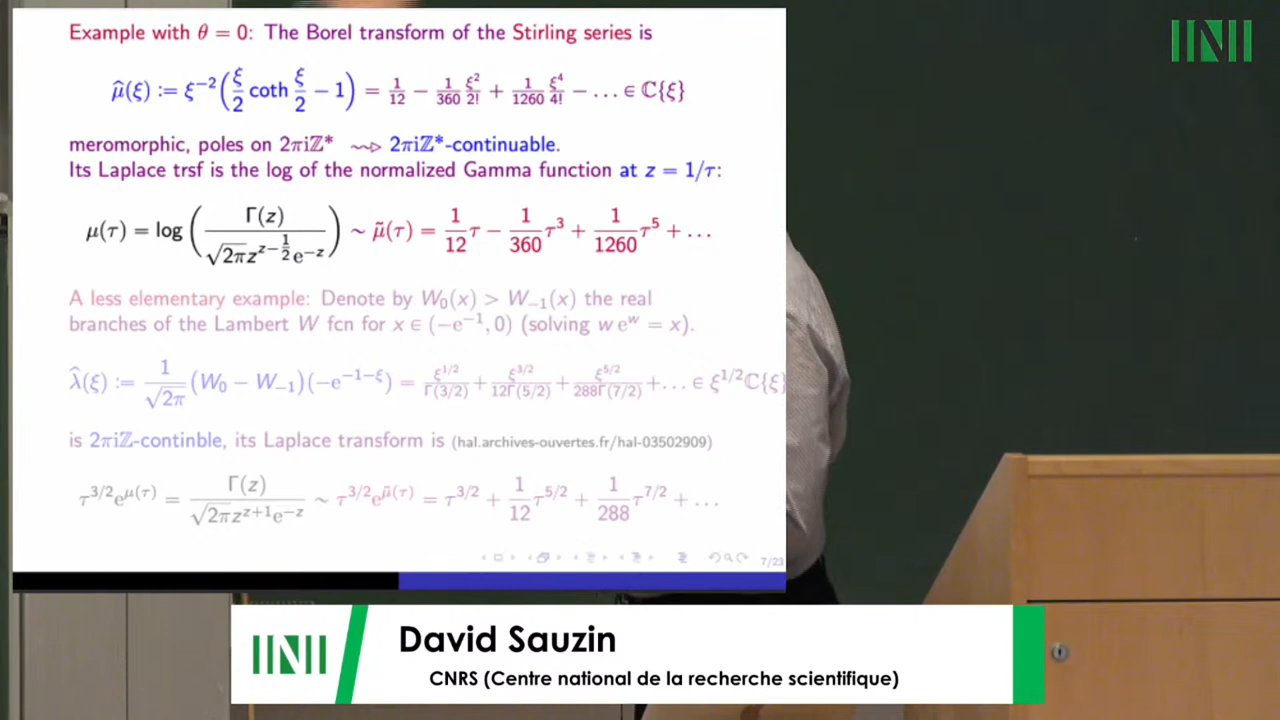 Example with θ = 0: The Borel transform of the Stirling series is
μ̂(ξ) := ξ⁻²(ξ/2 coth ξ/2 − 1) = 1/12 − 1/360 ξ²/2! + 1/1260 ξ⁴/4! − ... ∈ ℂ{ξ}
meromorphic, poles on 2πiℤ* ⇝ 2πiℤ*-continuable.
Its Laplace trsf is the log of the normalized Gamma function at z = 1/τ:
μ(τ) = log(Γ(z)/(√2π z^{z−1/2} e^{−z})) ∼ μ̃(τ) = 1/12 τ − 1/360 τ³ + 1/1260 τ⁵ + ...
A less elementary example: Denote by W₀(x) > W₋₁(x) the real
branches of the Lambert W fcn for x ∈ (−e⁻¹, 0) (solving w e^w = x).
λ̂(ξ) := 1/√2π (W₀ − W₋₁)(−e^{−1−ξ}) = ξ^{1/2}/Γ(3/2) + ξ^{3/2}/12Γ(5/2) + ξ^{5/2}/288Γ(7/2) + ... ∈ ξ^{1/2}ℂ{ξ}
is 2πiℤ-continble, its Laplace transform is (hal.archives-ouvertes.fr/hal-03502909)
τ^{3/2}e^{μ(τ)} = Γ(z)/(√2π z^{z+1} e^{−z}) ∼ τ^{3/2}e^{μ̃(τ)} = τ^{3/2} + 1/12 τ^{5/2} + 1/288 τ^{7/2} + ...
7/23
David Sauzin
CNRS (Centre national de la recherche scientifique)